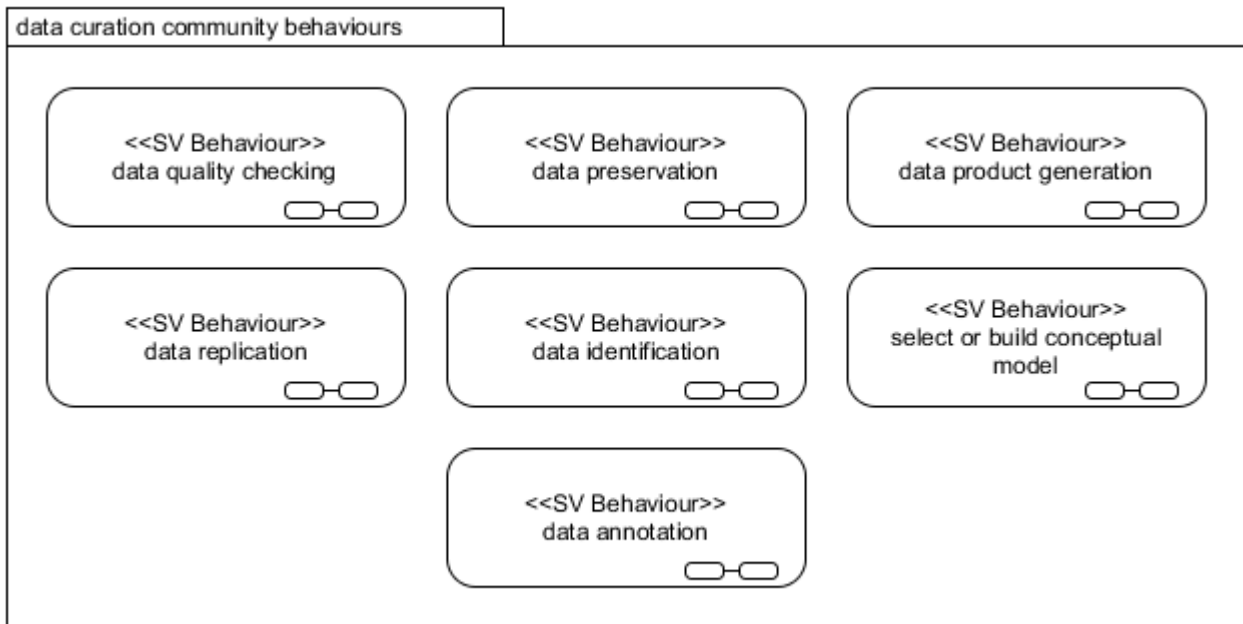 data curation community behaviours
<<SV Behaviour>>
data quality checking
<<SV Behaviour>>
data preservation
<<SV Behaviour>>
data product generation
<<SV Behaviour>>
data replication
<<SV Behaviour>>
data identification
<<SV Behaviour>>
select or build conceptual
model
<<SV Behaviour>>
data annotation